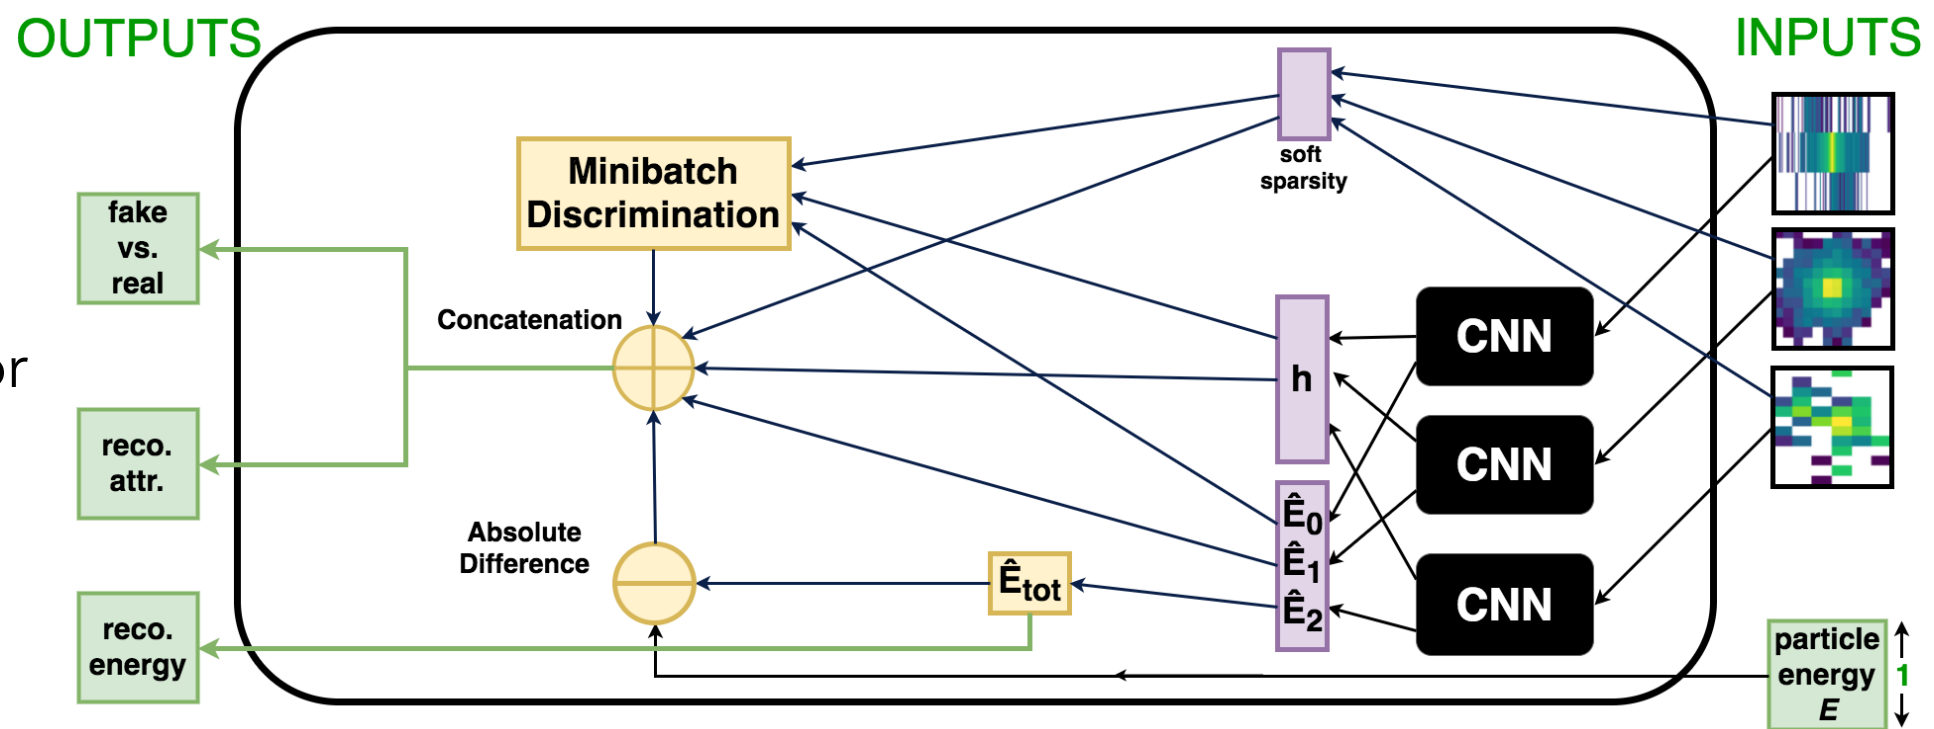 OUTPUTS
INPUTS
soft
sparsity
Minibatch
Discrimination
fake
vs.
real
Concatenation
CNN
or
h
reco.
attr.
CNN
Absolute
Difference
Ê0
Ê1
Ê2
Êtot
CNN
reco.
energy
particle
energy
E
1